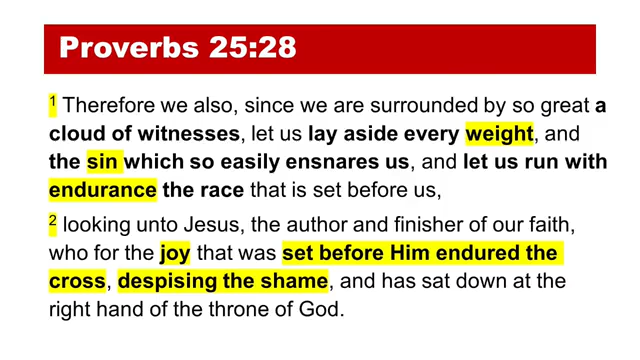 Proverbs 25:28
1 Therefore we also, since we are surrounded by so great a
cloud of witnesses, let us lay aside every weight, and
the sin which so easily ensnares us, and let us run with
endurance the race that is set before us,
2 looking unto Jesus, the author and finisher of our faith,
who for the joy that was set before Him endured the
cross, despising the shame, and has sat down at the
right hand of the throne of God.